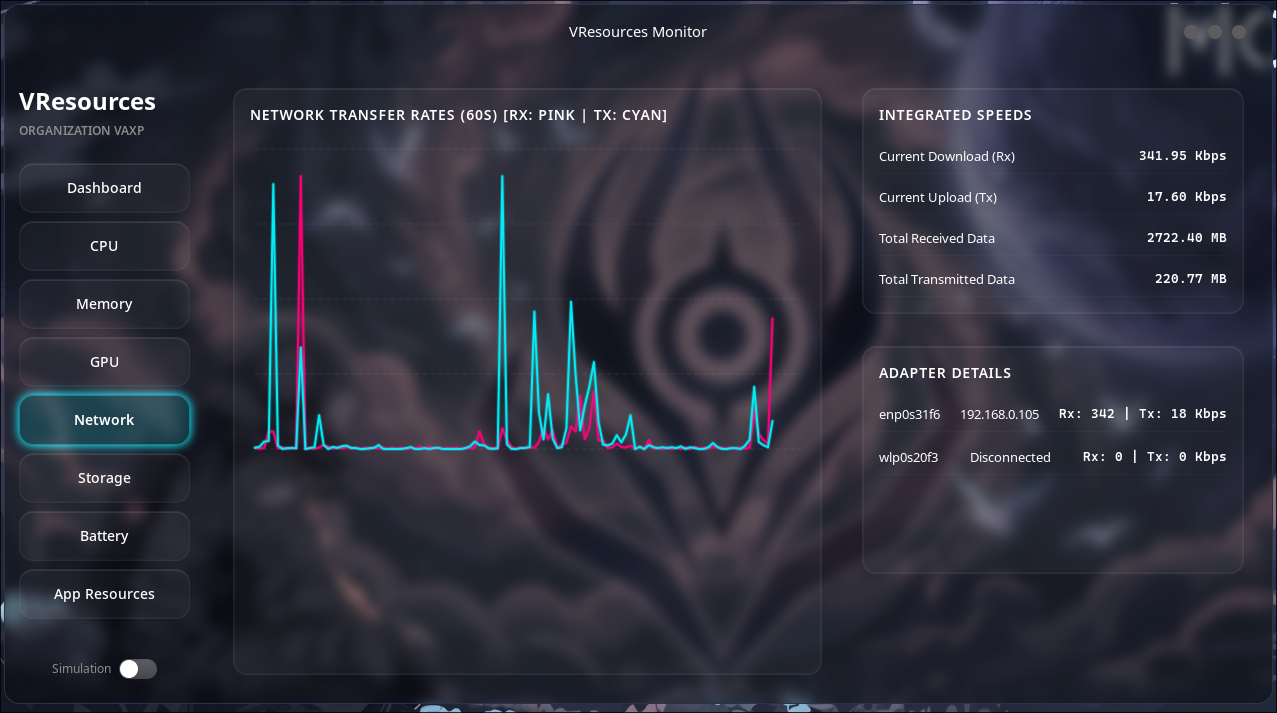 VResources Monitor
VResources
ORGANIZATION VAXP
Dashboard
CPU
Memory
GPU
Network
Storage
Battery
App Resources
Simulation
NETWORK TRANSFER RATES (60S) [RX: PINK | TX: CYAN]
INTEGRATED SPEEDS
Current Download (Rx) 341.95 Kbps
Current Upload (Tx) 17.60 Kbps
Total Received Data 2722.40 MB
Total Transmitted Data 220.77 MB
ADAPTER DETAILS
enp0s31f6 192.168.0.105 Rx: 342 | Tx: 18 Kbps
wlp0s20f3 Disconnected Rx: 0 | Tx: 0 Kbps